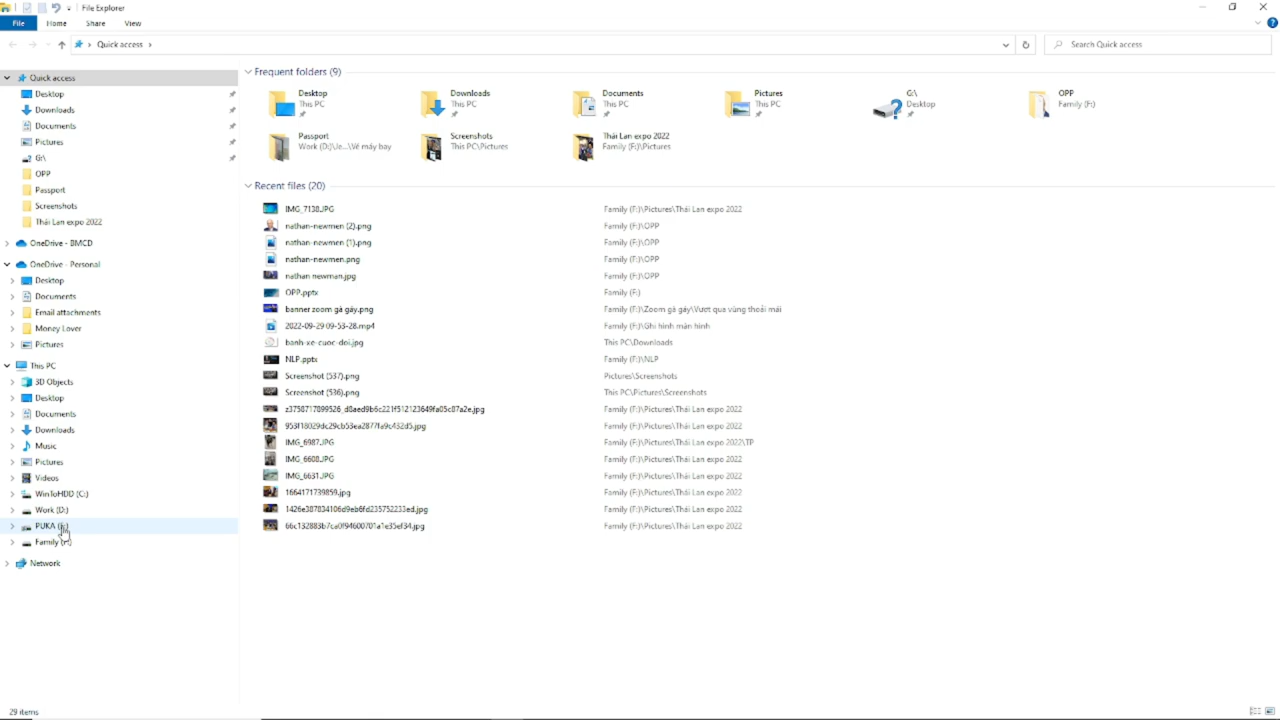 File Explorer
File Home Share View
Quick access
Search Quick access
Quick access
Desktop
Downloads
Documents
Pictures
G:\
OPP
Passport
Screenshots
Thái Lan expo 2022
OneDrive - BMCD
OneDrive - Personal
Desktop
Documents
Email attachments
Money Lover
Pictures
This PC
3D Objects
Desktop
Documents
Downloads
Music
Pictures
Videos
WinToHDD (C:)
Work (D:)
PUKA
Family
Network
Frequent folders (9)
Desktop
This PC
Downloads
This PC
Documents
This PC
Pictures
This PC
G:\
Desktop
OPP
Family (F:)
Passport
Work (D:)\Je...\Vé máy bay
Screenshots
This PC\Pictures
Thái Lan expo 2022
Family (F:)\Pictures
Recent files (20)
IMG_7138.JPG Family (F:)\Pictures\Thái Lan expo 2022
nathan-newmen (2).png Family (F:)\OPP
nathan-newmen (1).png Family (F:)\OPP
nathan-newmen.png Family (F:)\OPP
nathan newman.jpg Family (F:)\OPP
OPP.pptx Family (F:)
banner zoom gà gáy.png Family (F:)\Zoom gà gáy\Vượt qua vùng thoải mái
2022-09-29 09-53-28.mp4 Family (F:)\Ghi hình màn hình
banh-xe-cuoc-doi.jpg This PC\Downloads
NLP.pptx Family (F:)\NLP
Screenshot (537).png Pictures\Screenshots
Screenshot (536).png This PC\Pictures\Screenshots
z3758717899526_d8aed9b6c221f512123649fa05c87a2e.jpg Family (F:)\Pictures\Thái Lan expo 2022
953f18029dc29cb53ea2877fa9c432d5.jpg Family (F:)\Pictures\Thái Lan expo 2022
IMG_6987.JPG Family (F:)\Pictures\Thái Lan expo 2022\TP
IMG_6608.JPG Family (F:)\Pictures\Thái Lan expo 2022
IMG_6631.JPG Family (F:)\Pictures\Thái Lan expo 2022
1664171739859.jpg Family (F:)\Pictures\Thái Lan expo 2022
1426e387834106d9eb6fd235752233ed.jpg Family (F:)\Pictures\Thái Lan expo 2022
66c132883b7ca0f94600701a1e35ef34.jpg Family (F:)\Pictures\Thái Lan expo 2022
29 items